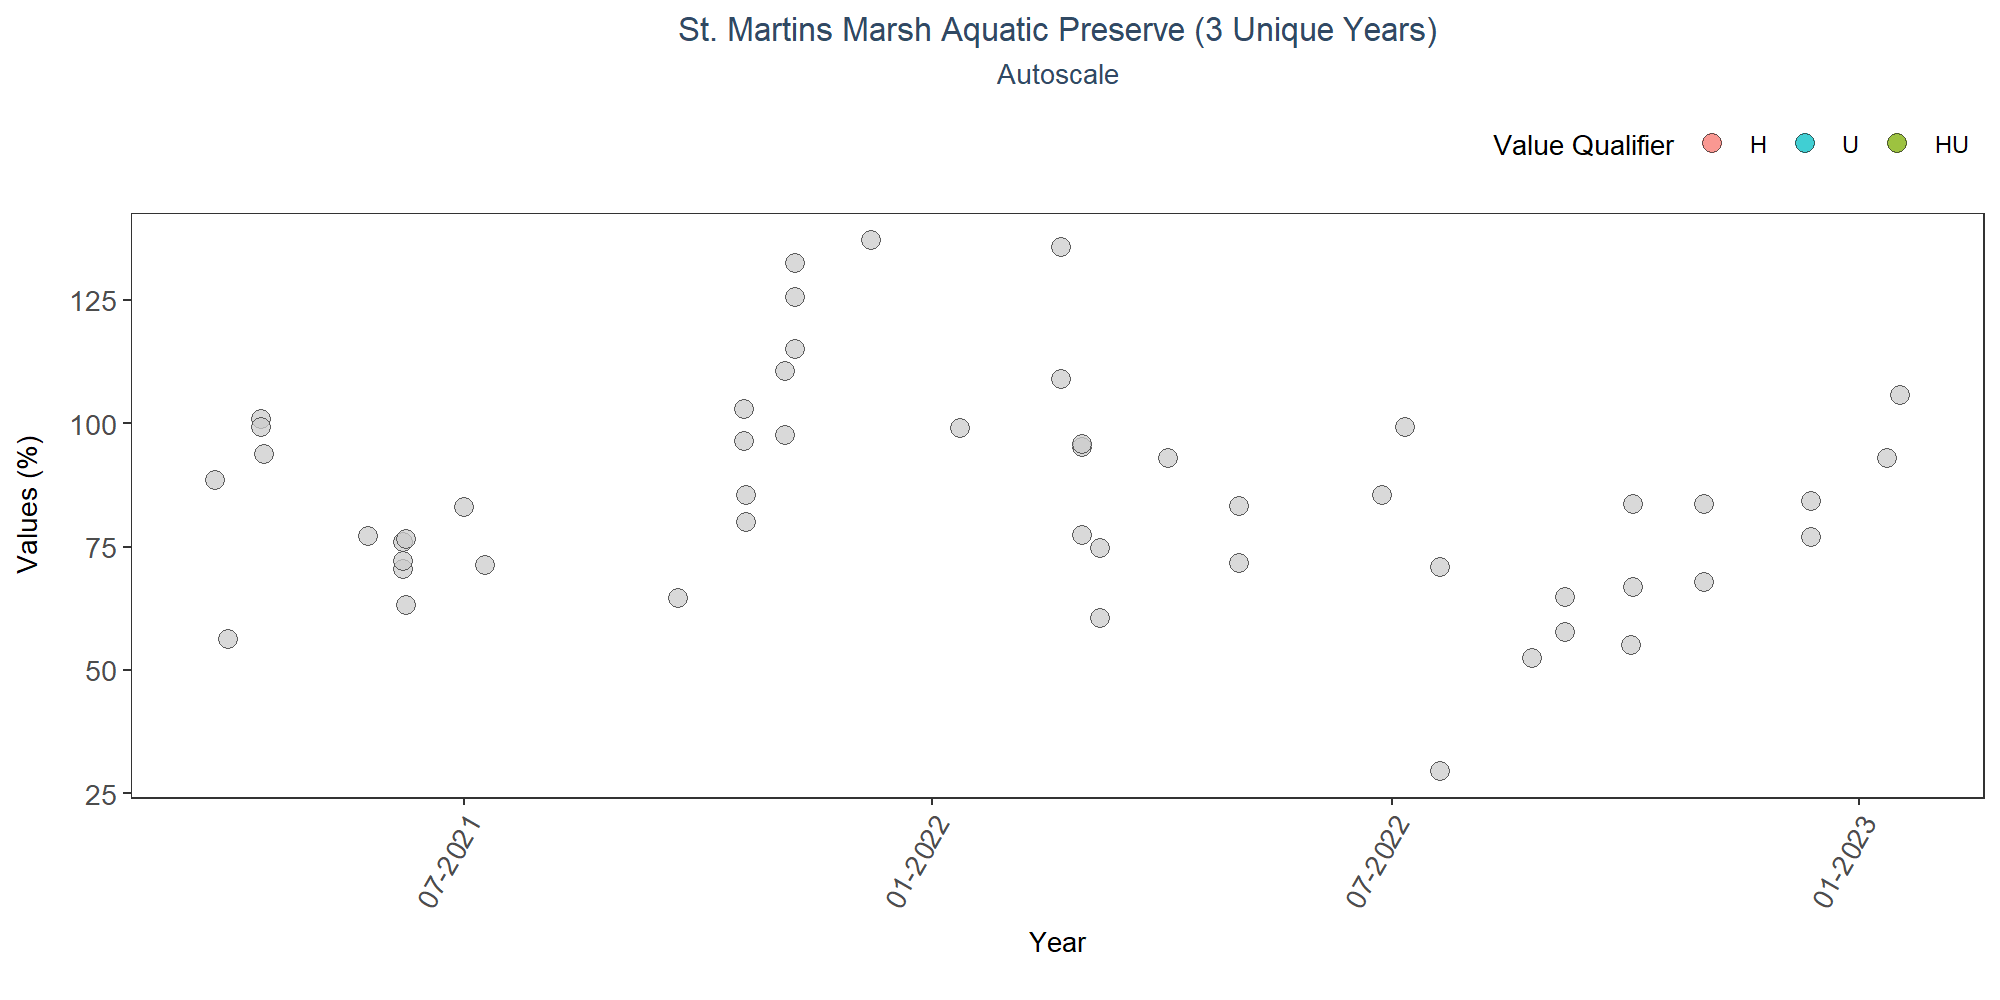 St. Martins Marsh Aquatic Preserve (3 Unique Years)
Autoscale
Value Qualifier H U HU
125
100
75
50
25
Values (%)
07-2021 01-2022 07-2022 01-2023
Year